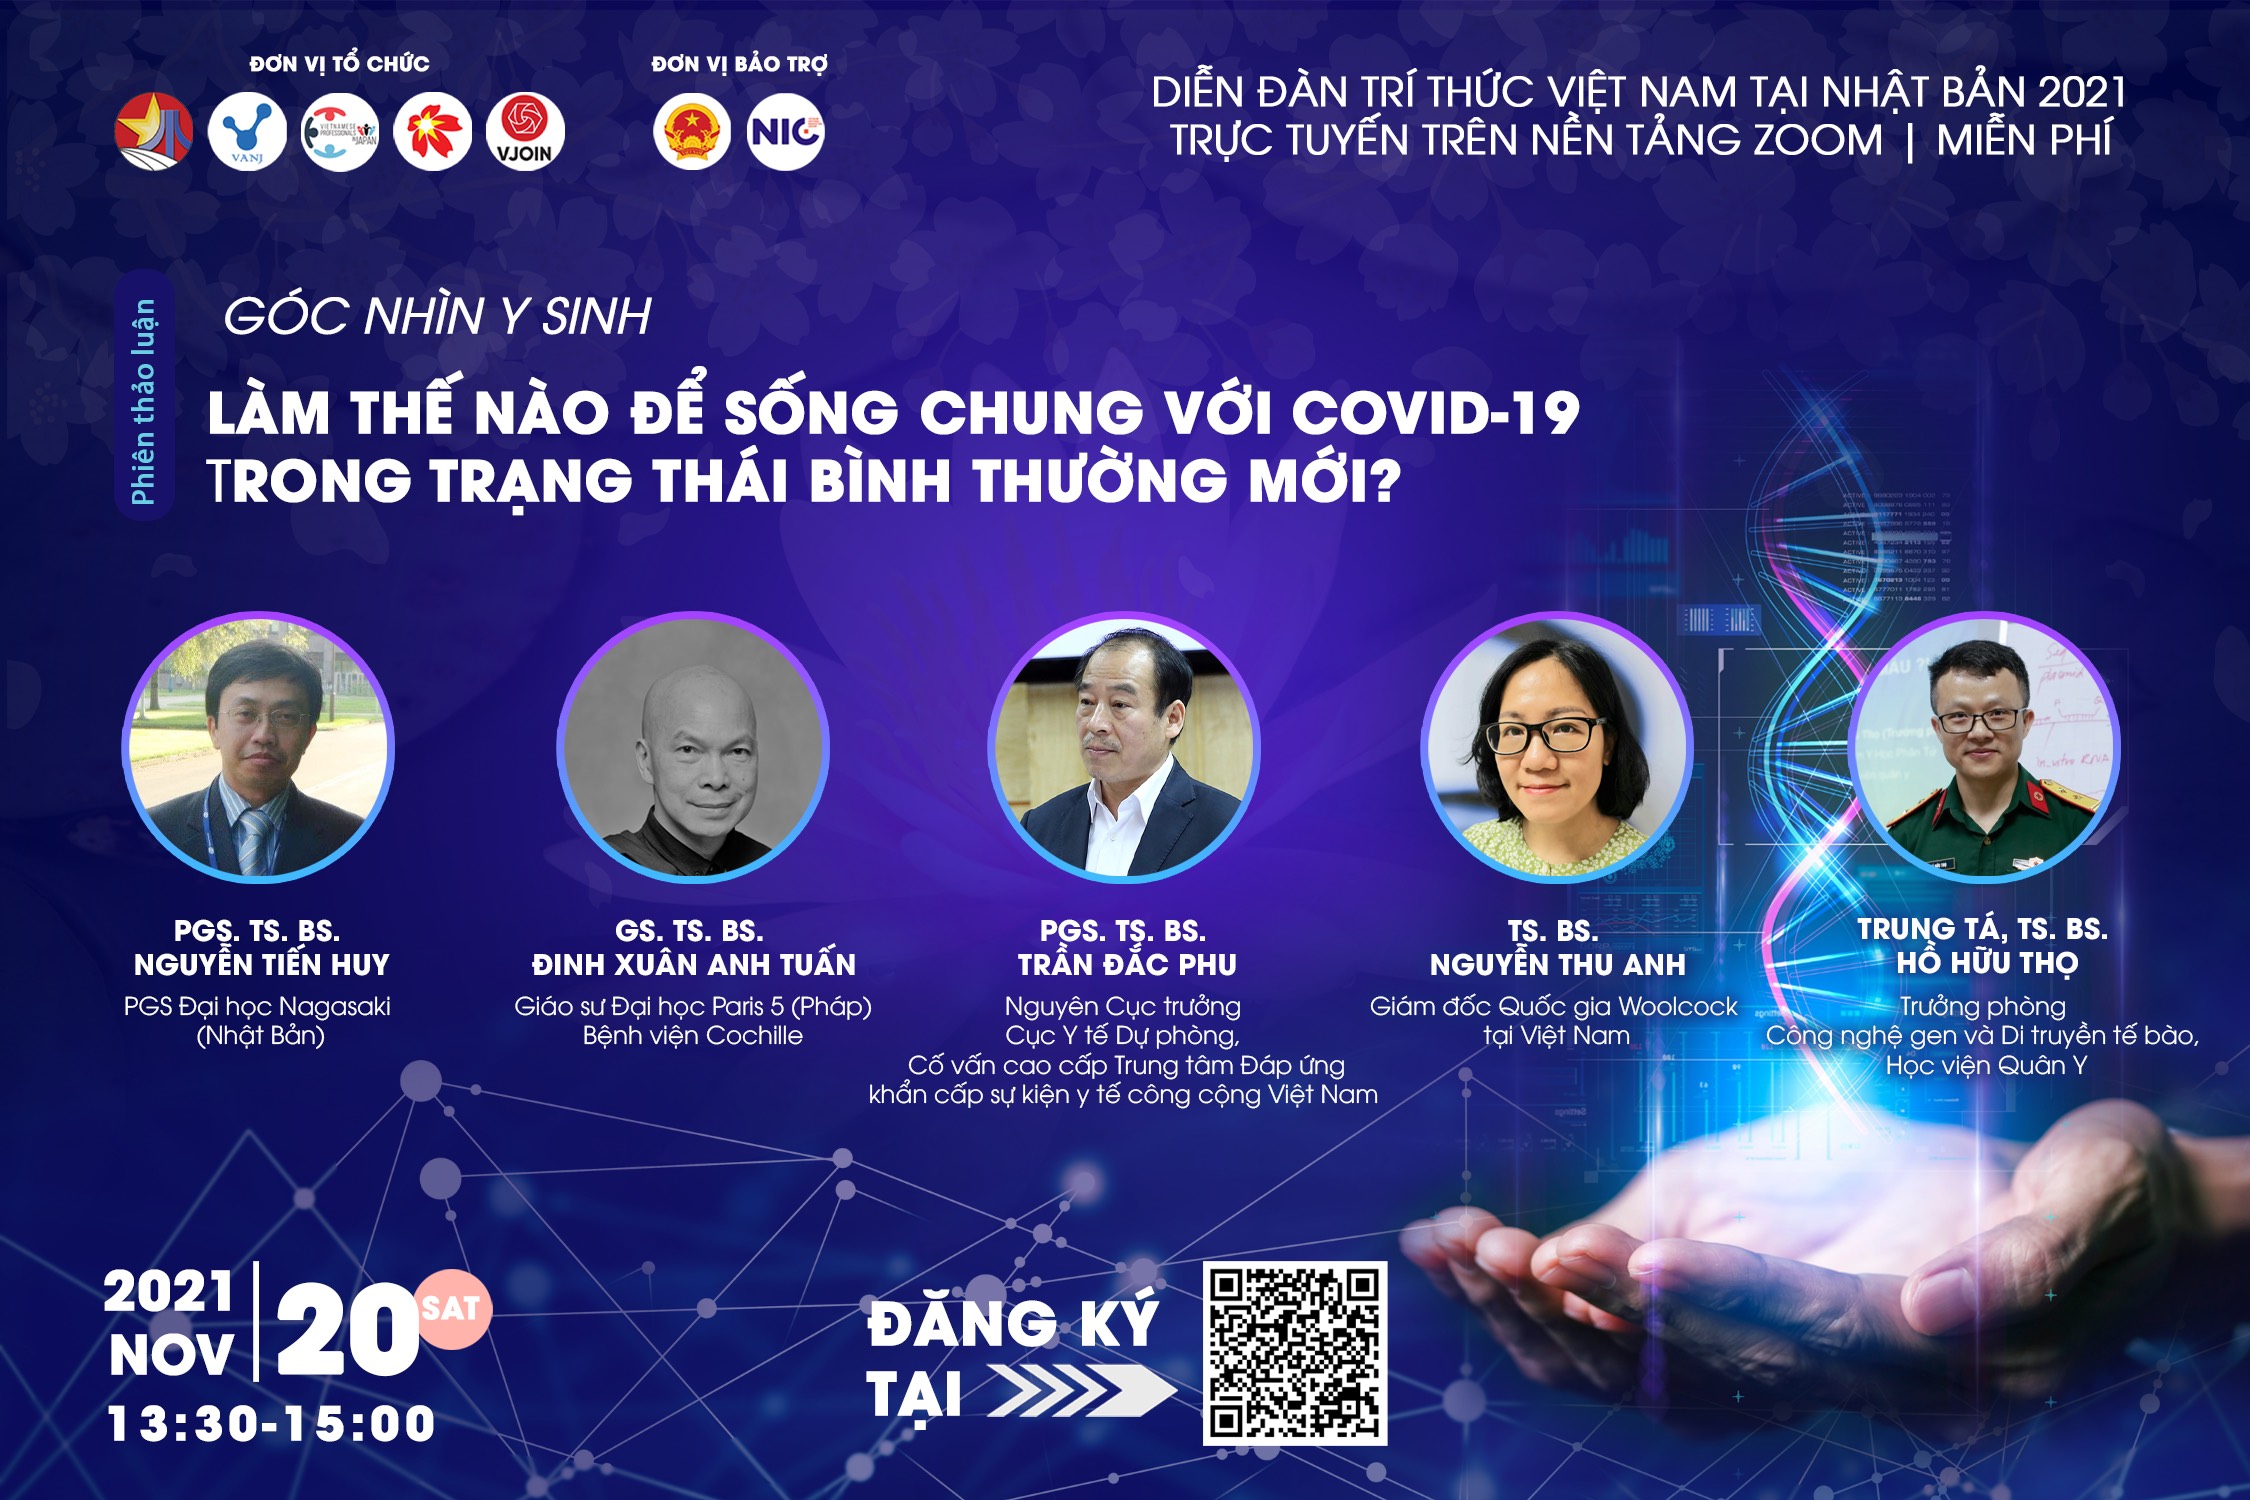 ĐƠN VỊ TỔ CHỨC
ĐƠN VỊ BẢO TRỢ
VANJ
VIETNAMESE
PROFESSIONALS
JAPAN
VJOIN
NIC
DIỄN ĐÀN TRÍ THỨC VIỆT NAM TẠI NHẬT BẢN 2021
TRỰC TUYẾN TRÊN NỀN TẢNG ZOOM | MIỄN PHÍ
Phiên thảo luận
GÓC NHÌN Y SINH
LÀM THẾ NÀO ĐỂ SỐNG CHUNG VỚI COVID-19
TRONG TRẠNG THÁI BÌNH THƯỜNG MỚI?
PGS. TS. BS.
NGUYỄN TIẾN HUY
PGS Đại học Nagasaki
(Nhật Bản)
GS. TS. BS.
ĐINH XUÂN ANH TUẤN
Giáo sư Đại học Paris 5 (Pháp)
Bệnh viện Cochille
PGS. TS. BS.
TRẦN ĐẮC PHU
Nguyên Cục trưởng
Cục Y tế Dự phòng,
Cố vấn cao cấp Trung tâm Đáp ứng
khẩn cấp sự kiện y tế công cộng Việt Nam
TS. BS.
NGUYỄN THU ANH
Giám đốc Quốc gia Woolcock
tại Việt Nam
TRUNG TÁ, TS. BS.
HỒ HỮU THỌ
Trưởng phòng
Công nghệ gen và Di truyền tế bào,
Học viện Quân Y
2021
NOV
20
SAT
13:30-15:00
ĐĂNG KÝ
TẠI